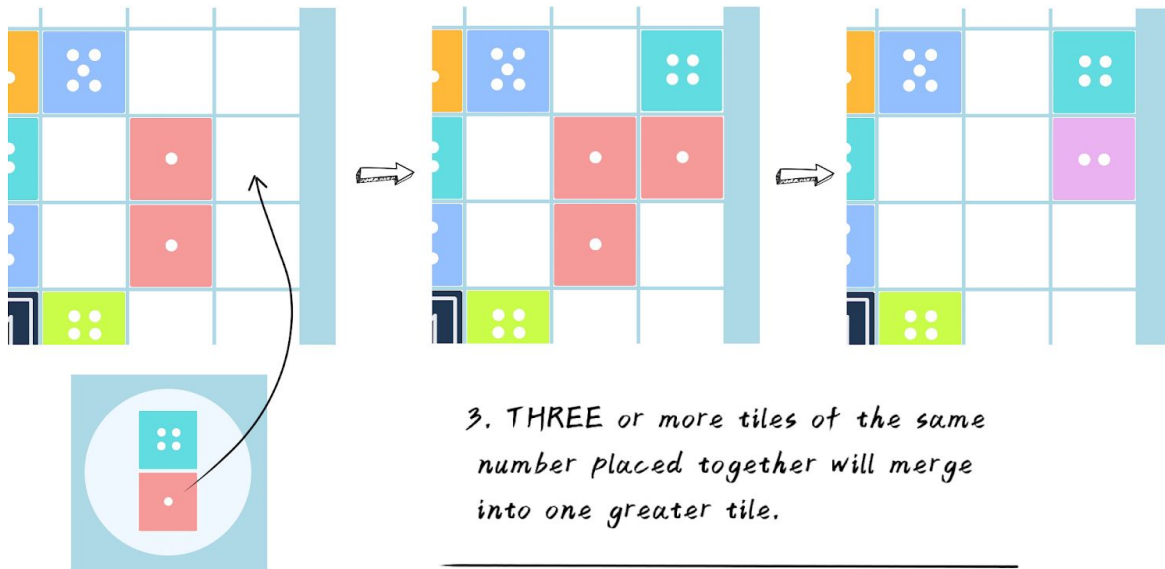 3. THREE or more tiles of the same
number placed together will merge
into one greater tile.